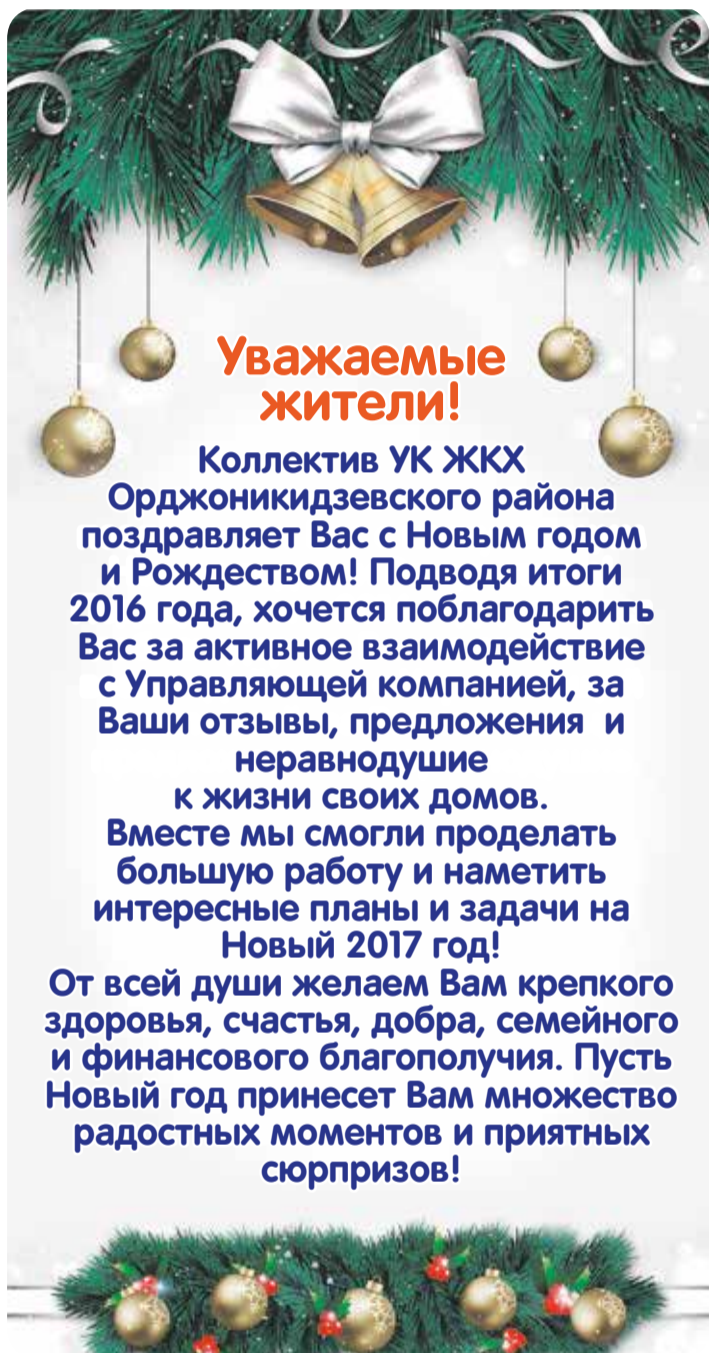 Уважаемые
жители!
Коллектив УК ЖКХ
Орджоникидзевского района
поздравляет Вас с Новым годом
и Рождеством! Подводя итоги
2016 года, хочется поблагодарить
Вас за активное взаимодействие
с Управляющей компанией, за
Ваши отзывы, предложения и
неравнодушие
к жизни своих домов.
Вместе мы смогли проделать
большую работу и наметить
интересные планы и задачи на
Новый 2017 год!
От всей души желаем Вам крепкого
здоровья, счастья, добра, семейного
и финансового благополучия. Пусть
Новый год принесет Вам множество
радостных моментов и приятных
сюрпризов!